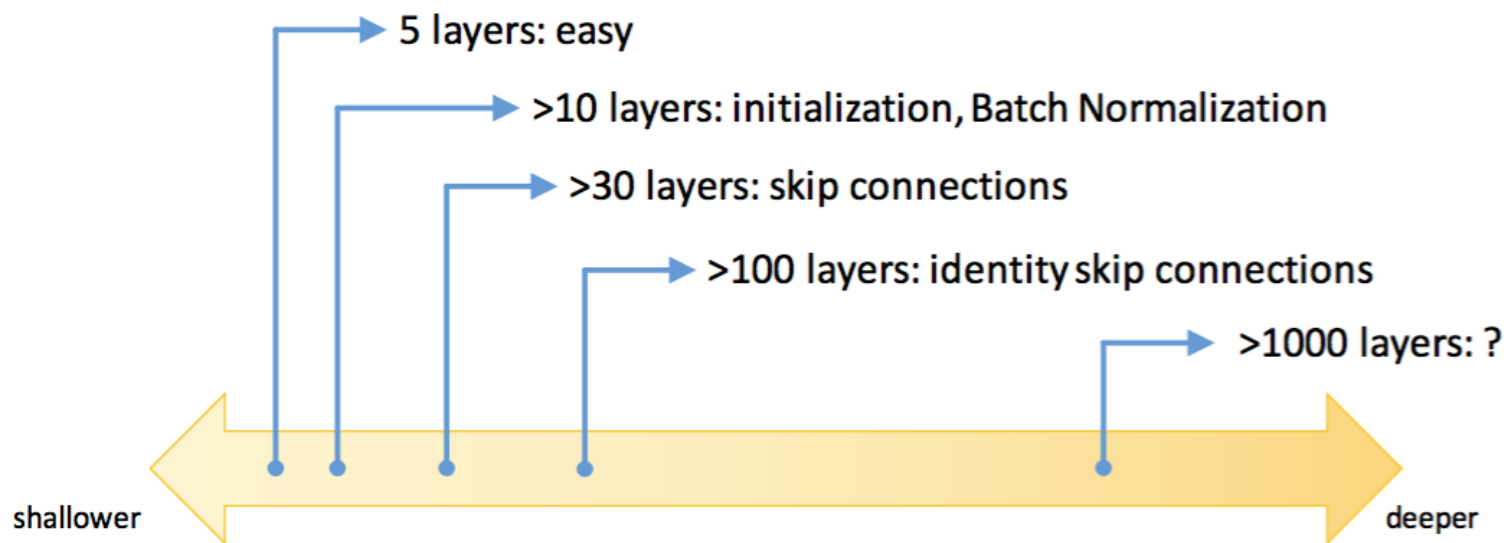 5 layers: easy
>10 layers: initialization, Batch Normalization
>30 layers: skip connections
>100 layers: identity skip connections
>1000 layers: ?
shallower
deeper